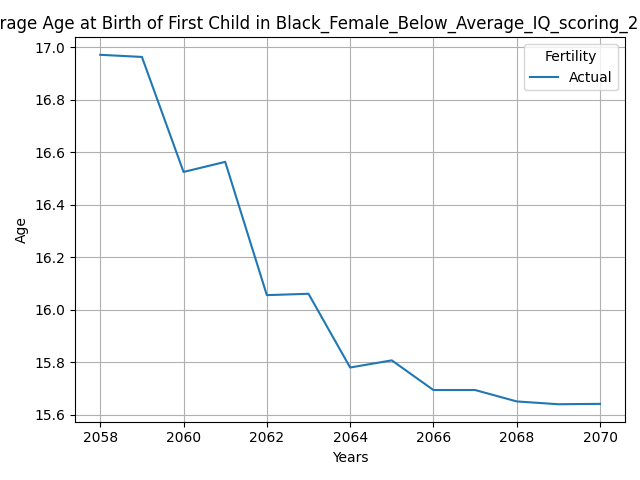 rage Age at Birth of First Child in Black_Female_Below_Average_IQ_scoring_2
17.0
16.8
16.6
16.4
16.2
16.0
15.8
15.6
Age
Fertility
Actual
2058 2060 2062 2064 2066 2068 2070
Years